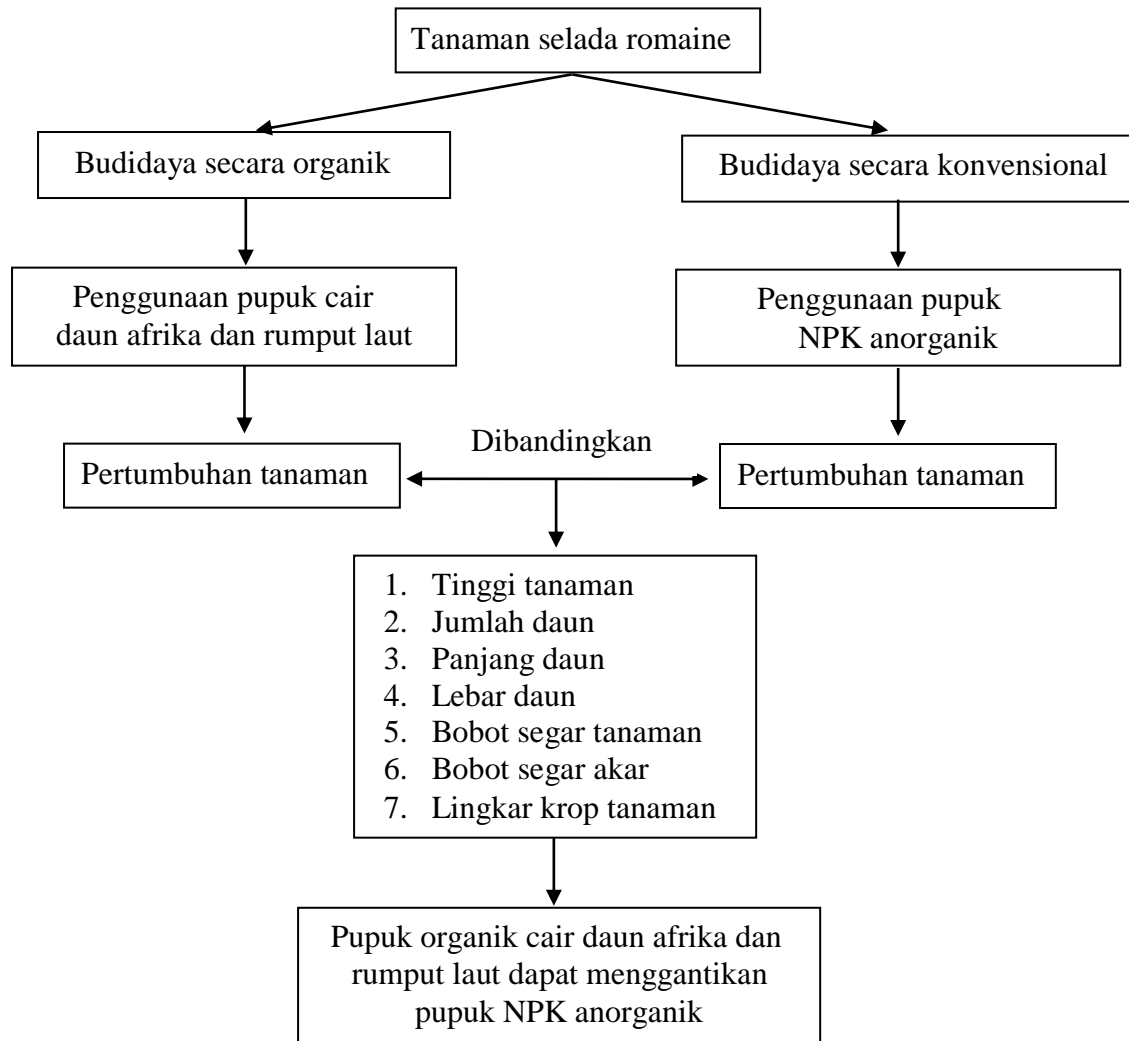 Tanaman selada romaine
Budidaya secara organik
Budidaya secara konvensional
Penggunaan pupuk cair
daun afrika dan rumput laut
Penggunaan pupuk
NPK anorganik
Dibandingkan
Pertumbuhan tanaman
Pertumbuhan tanaman
1. Tinggi tanaman
2. Jumlah daun
3. Panjang daun
4. Lebar daun
5. Bobot segar tanaman
6. Bobot segar akar
7. Lingkar krop tanaman
Pupuk organik cair daun afrika dan
rumput laut dapat menggantikan
pupuk NPK anorganik